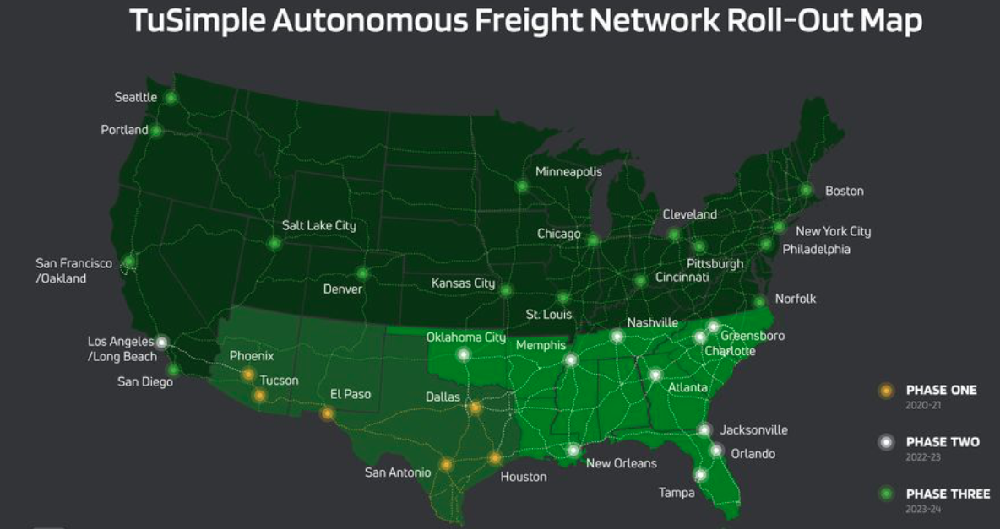 TuSimple Autonomous Freight Network Roll-Out Map
Seatltle
Portland
Minneapolis
Boston
Cleveland
Salt Lake City
Chicago
New York City
Philadelphia
San Francisco
/Oakland
Pittsburgh
Cincinnati
Kansas City
Denver
Norfolk
St. Louis
Nashville
Oklahoma City
Greensboro
Los Angeles
/Long Beach
Memphis
Charlotte
Phoenix
San Diego
Tucson
Atlanta
El Paso
Dallas
PHASE ONE
2020-21
Jacksonville
PHASE TWO
2022-23
Orlando
New Orleans
San Antonio
Houston
Tampa
PHASE THREE
2023-24